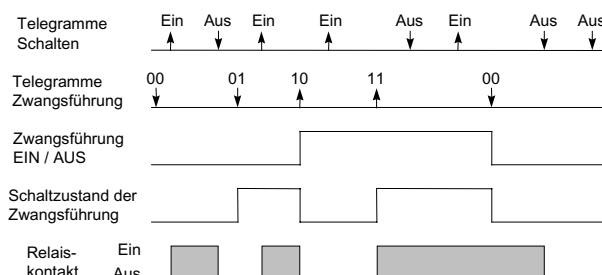 Telegramme
Schalten
Ein Aus Ein Ein Aus Ein Aus Aus
Telegramme
Zwangsführung
00 01 10 11 00
Zwangsführung
EIN / AUS
Schaltzustand der
Zwangsführung
Relais-
kontakt
Ein
Aus